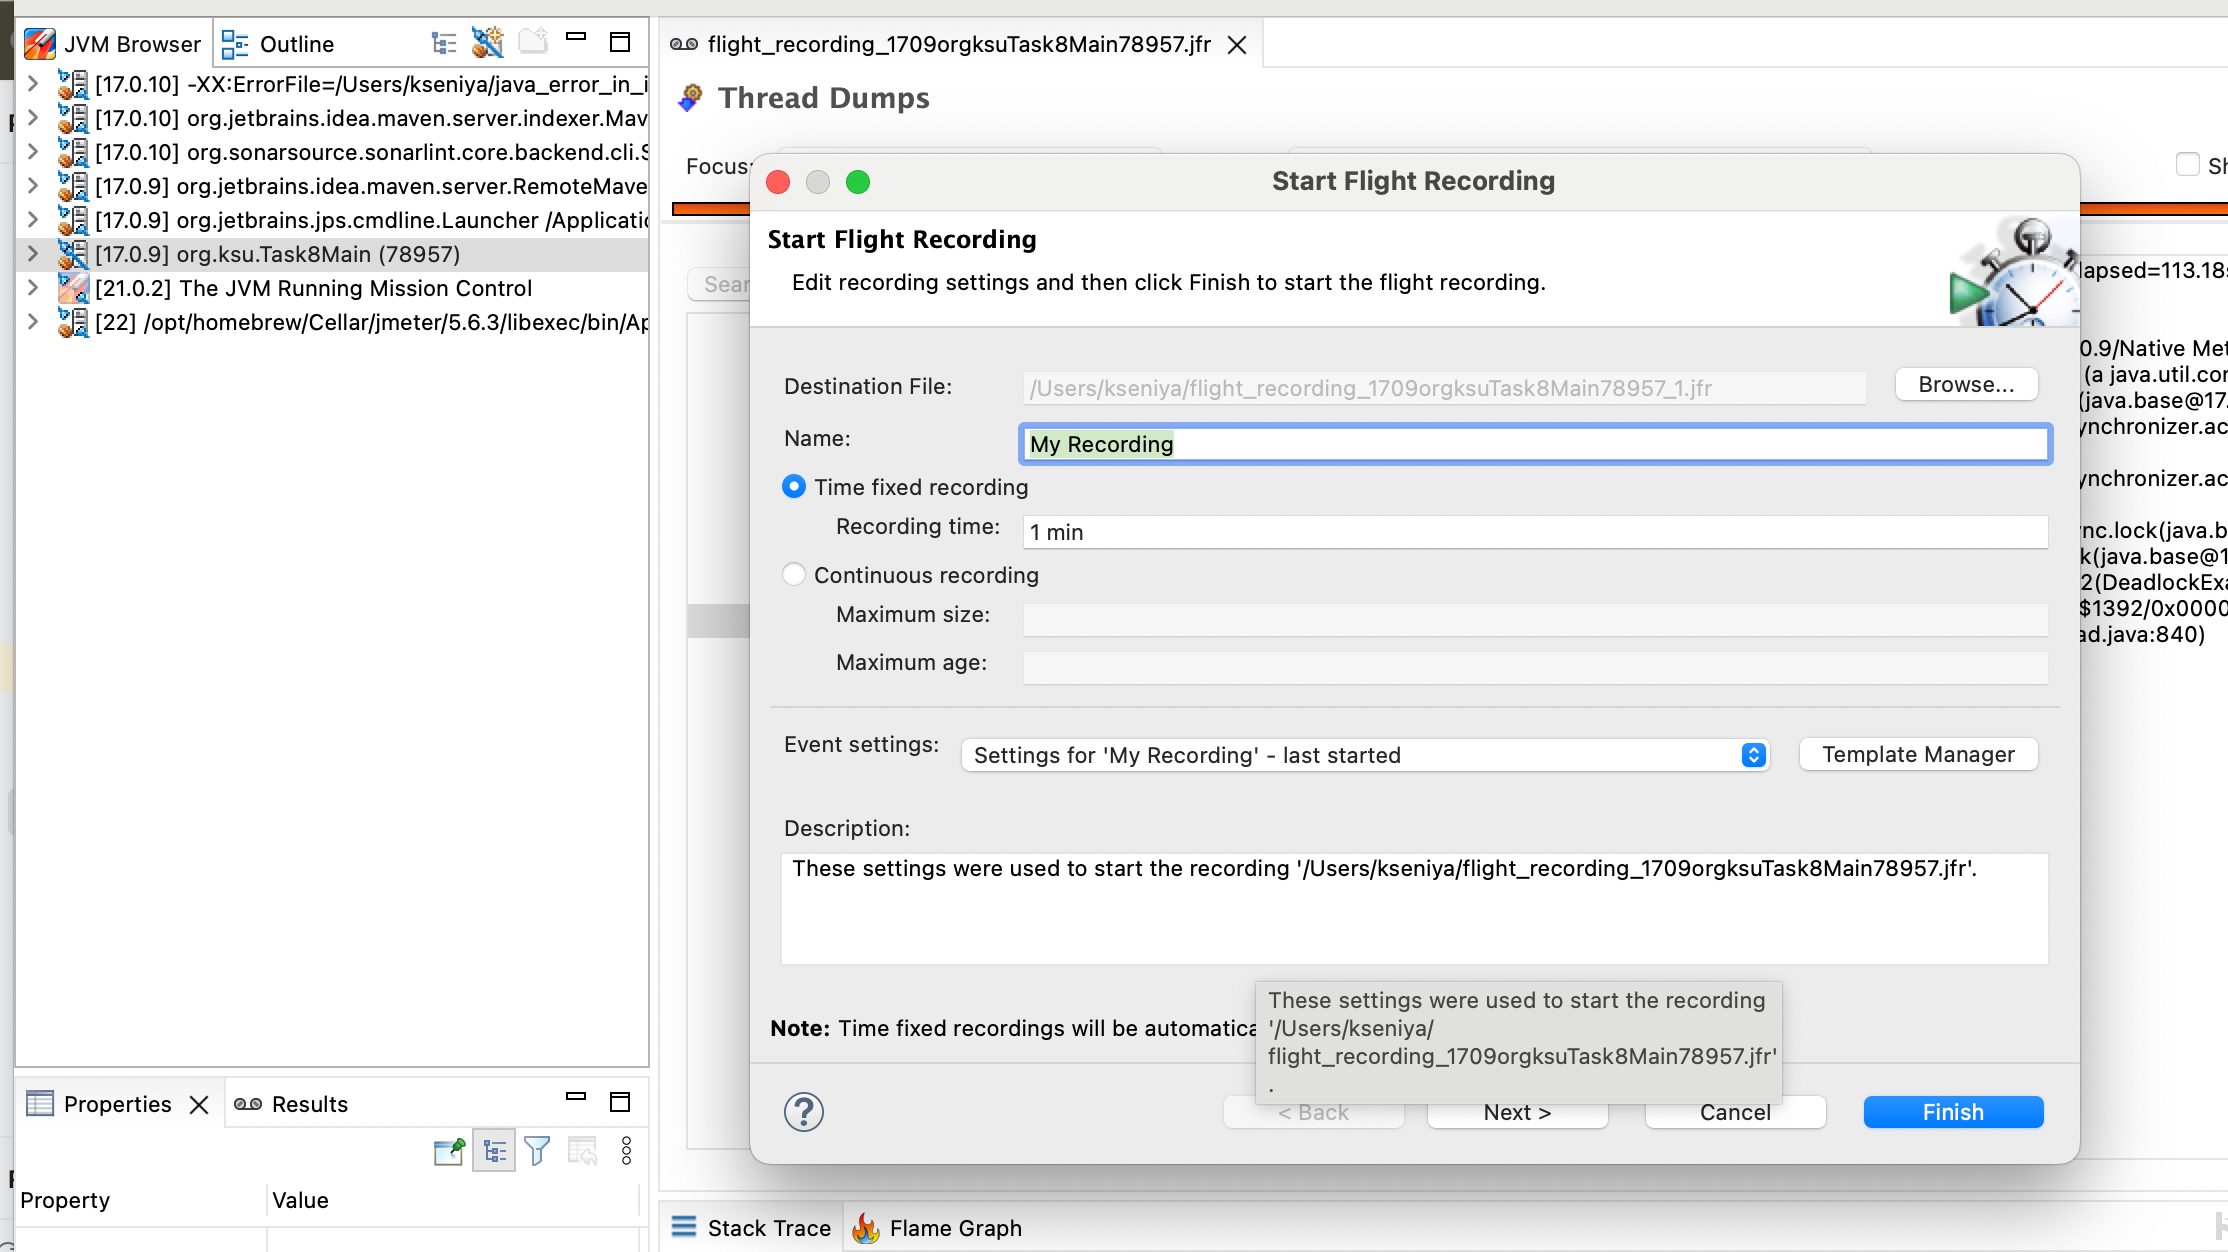 JVM Browser
Outline
[17.0.10] -XX:ErrorFile=/Users/kseniya/java_error_in_i
[17.0.10] org.jetbrains.idea.maven.server.indexer.Mav
[17.0.10] org.sonarsource.sonarlint.core.backend.cli.S
[17.0.9] org.jetbrains.idea.maven.server.RemoteMave
[17.0.9] org.jetbrains.jps.cmdline.Launcher /Applicatio
[17.0.9] org.ksu.Task8Main (78957)
[21.0.2] The JVM Running Mission Control
[22] /opt/homebrew/Cellar/jmeter/5.6.3/libexec/bin/Ap
Properties
Results
Property Value
flight_recording_1709orgksuTask8Main78957.jfr
Thread Dumps
Focus:
Sh
Sear
lapsed=113.18s
0.9/Native Met
(a java.util.con
(java.base@17.
ynchronizer.ac
ynchronizer.ac
nc.lock(java.b
k(java.base@1
2(DeadlockExa
$1392/0x0000
ad.java:840)
Start Flight Recording
Start Flight Recording
Edit recording settings and then click Finish to start the flight recording.
Destination File: /Users/kseniya/flight_recording_1709orgksuTask8Main78957_1.jfr Browse...
Name: My Recording
Time fixed recording
Recording time: 1 min
Continuous recording
Maximum size:
Maximum age:
Event settings: Settings for 'My Recording' - last started Template Manager
Description:
These settings were used to start the recording '/Users/kseniya/flight_recording_1709orgksuTask8Main78957.jfr'.
Note: Time fixed recordings will be automatica
These settings were used to start the recording
'/Users/kseniya/
flight_recording_1709orgksuTask8Main78957.jfr'
.
? < Back Next > Cancel Finish
Stack Trace
Flame Graph